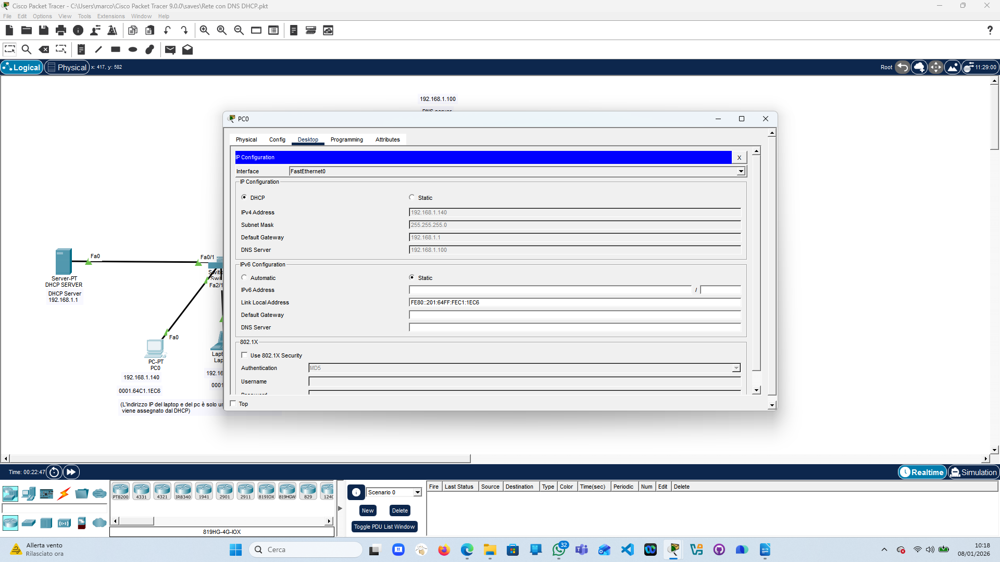 Cisco Packet Tracer - C:\Users\marco\Cisco Packet Tracer 9.0.0\saves\Rete con DNS DHCP.pkt
File Edit Options View Tools Extensions Window Help
?
Logical Physical x: 417, y: 582 Root 11:29:00
192.168.1.100
DNS server
PC0
Physical Config Desktop Programming Attributes
IP Configuration X
Interface FastEthernet0
IP Configuration
DHCP Static
IPv4 Address 192.168.1.140
Subnet Mask 255.255.255.0
Default Gateway 192.168.1.1
DNS Server 192.168.1.100
IPv6 Configuration
Automatic Static
IPv6 Address /
Link Local Address FE80::201:64FF:FEC1:1EC6
Default Gateway
DNS Server
802.1X
Use 802.1X Security
Authentication MD5
Username
Password
Top
Fa0 Fa0/1
Server-PT
DHCP SERVER
DHCP Server
192.168.1.1
Switc
Swi
Fa2/1
Fa0
PC-PT
PC0
192.168.1.140
0001.64C1.1EC6
Lapt
Lap
192.16
0001
(L'indirizzo IP del laptop e del pc è solo un
viene assegnato dal DHCP)
Time: 00:22:47 Realtime Simulation
PT8200 4331 4321 IR8340 1941 2901 2911 819IOX 819HGW 829 1240
819HG-4G-IOX
Scenario 0
New Delete
Toggle PDU List Window
Fire Last Status Source Destination Type Color Time(sec) Periodic Num Edit Delete
Allerta vento
Rilasciato ora
Cerca
32
10:18
08/01/2026